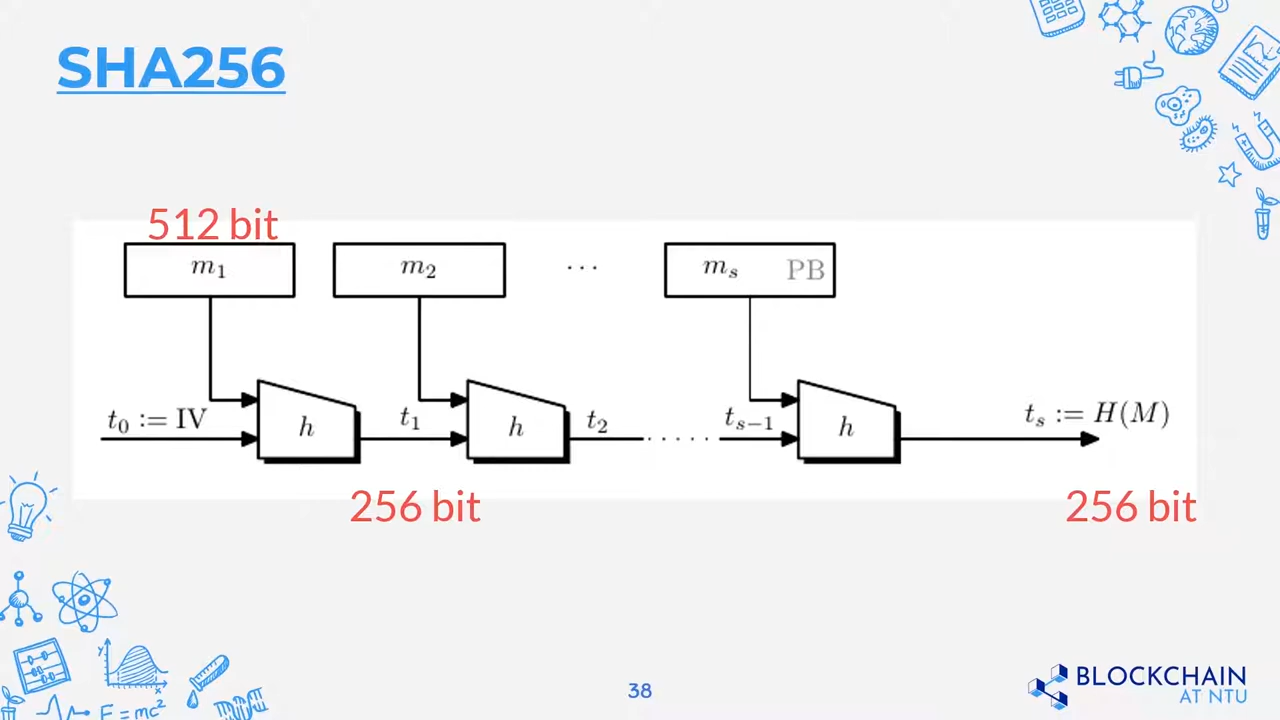 SHA256
512 bit
m₁
m₂
···
mₛ PB
t₀ := IV
h
t₁
h
t₂
·····
tₛ₋₁
h
tₛ := H(M)
256 bit
256 bit
y
x
E=mc²
38
BLOCKCHAIN
AT NTU